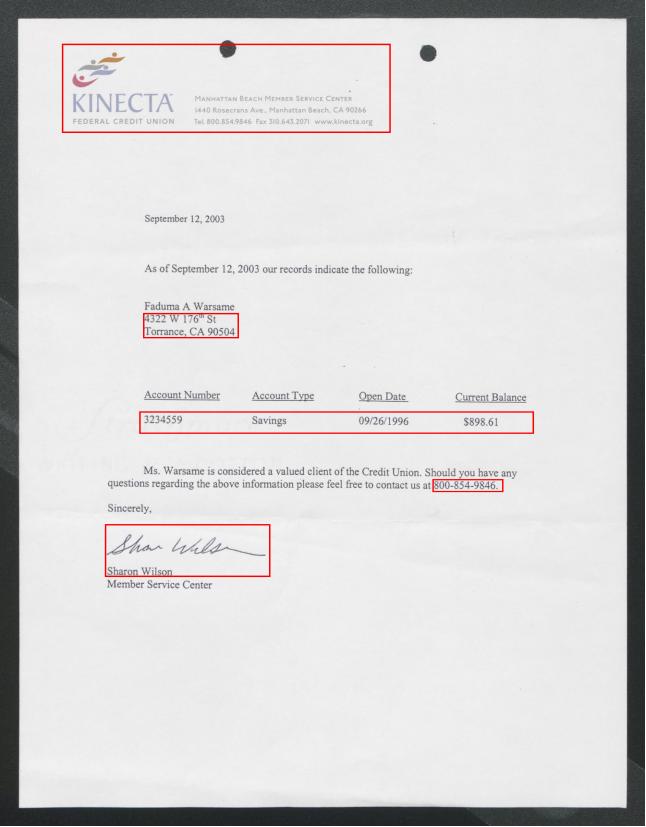 KINECTA
FEDERAL CREDIT UNION
MANHATTAN BEACH MEMBER SERVICE CENTER
1440 Rosecrans Ave., Manhattan Beach, CA 90266
Tel. 800.854.9846 Fax 310.643.2071 www.kinecta.org
September 12, 2003
As of September 12, 2003 our records indicate the following:
Faduma A Warsame
4322 W 176th St
Torrance, CA 90504
Account Number Account Type Open Date Current Balance
3234559 Savings 09/26/1996 $898.61
Ms. Warsame is considered a valued client of the Credit Union. Should you have any
questions regarding the above information please feel free to contact us at 800-854-9846.
Sincerely,
Sharon Wilson
Sharon Wilson
Member Service Center